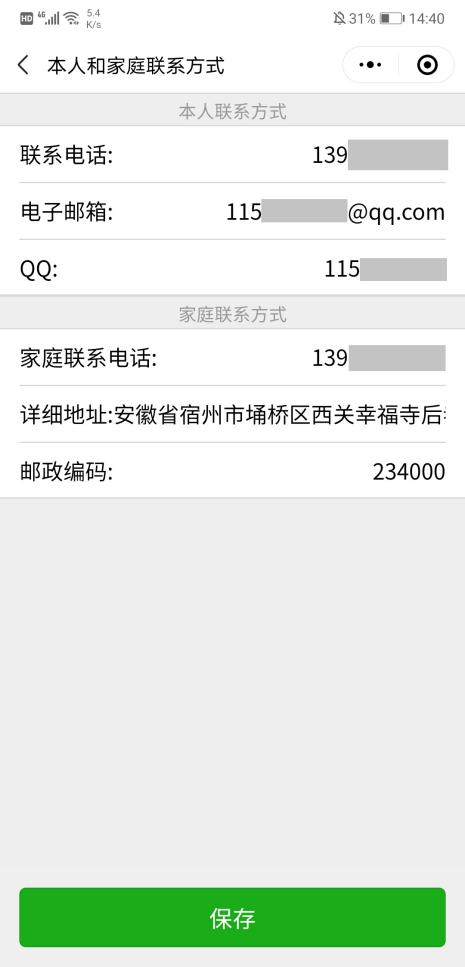 HD 4G 5.4 K/s 31% 14:40
本人和家庭联系方式
本人联系方式
联系电话: 139
电子邮箱: 115 @qq.com
QQ: 115
家庭联系方式
家庭联系电话: 139
详细地址:安徽省宿州市埇桥区西关幸福寺后
邮政编码: 234000
保存